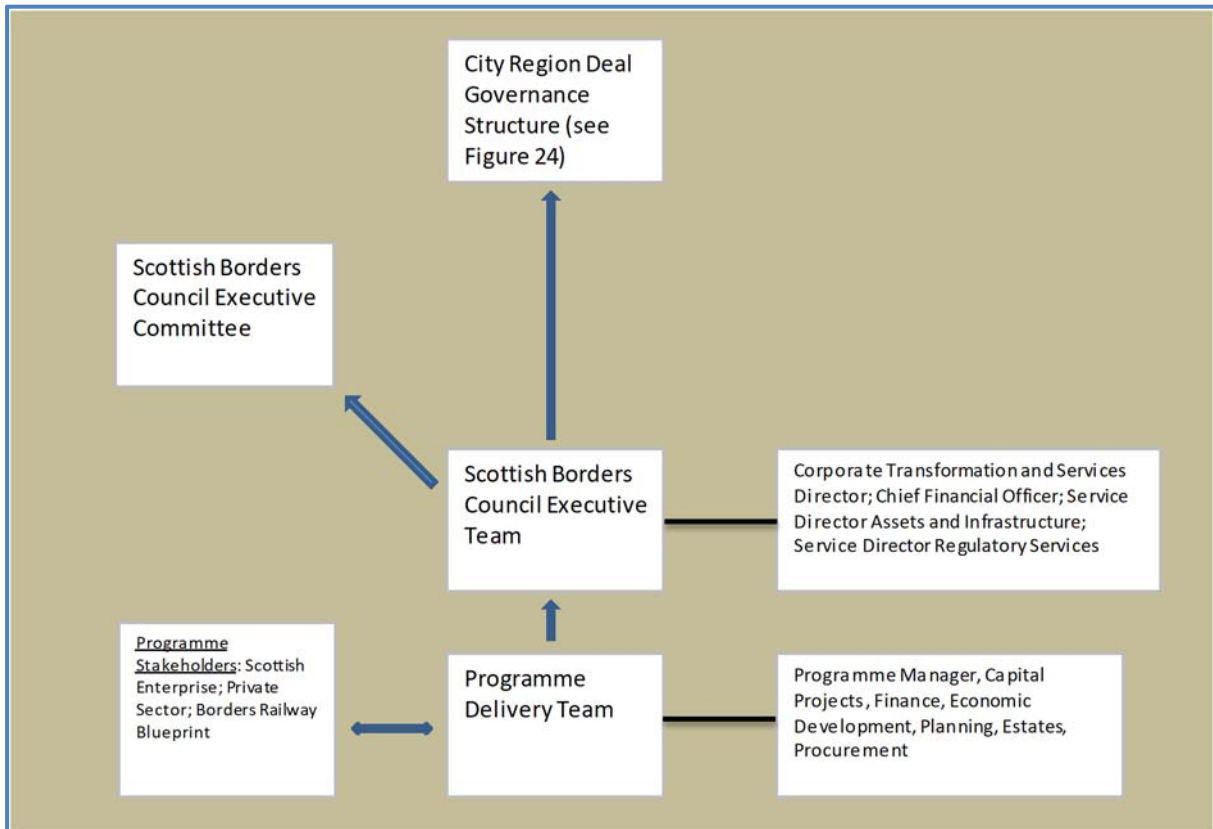 City Region Deal
Governance
Structure (see
Figure 24)
Scottish Borders
Council Executive
Committee
Scottish Borders
Council Executive
Team
Corporate Transformation and Services
Director; Chief Financial Officer; Service
Director Assets and Infrastructure;
Service Director Regulatory Services
Programme
Stakeholders: Scottish
Enterprise; Private
Sector; Borders Railway
Blueprint
Programme
Delivery Team
Programme Manager, Capital
Projects, Finance, Economic
Development, Planning, Estates,
Procurement